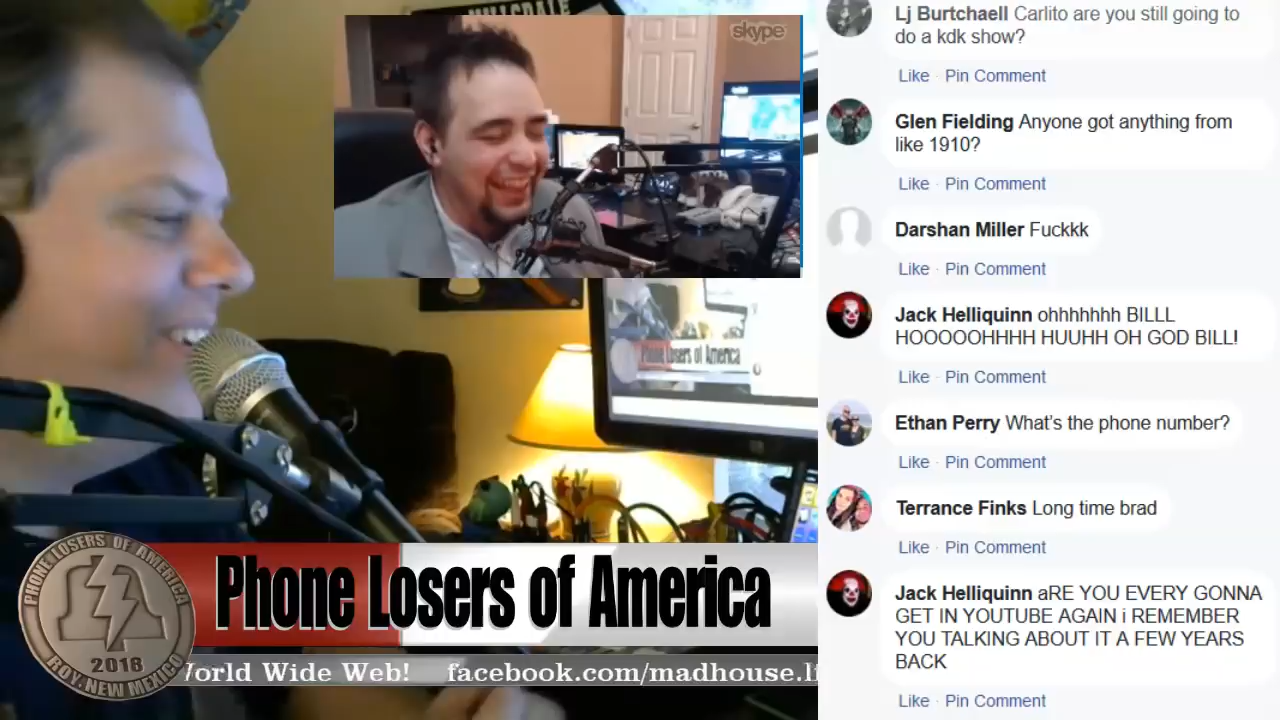 HILLSDALE
skype
Phone Losers of America
PHONE LOSERS OF AMERICA
2018
ROY, NEW MEXICO
Phone Losers of America
World Wide Web! facebook.com/madhouse.li
Lj Burtchaell Carlito are you still going to
do a kdk show?
Like · Pin Comment
Glen Fielding Anyone got anything from
like 1910?
Like · Pin Comment
Darshan Miller Fuckkk
Like · Pin Comment
Jack Helliquinn ohhhhhhh BILLL
HOOOOOHHHH HUUHH OH GOD BILL!
Like · Pin Comment
Ethan Perry What's the phone number?
Like · Pin Comment
Terrance Finks Long time brad
Like · Pin Comment
Jack Helliquinn aRE YOU EVERY GONNA
GET IN YOUTUBE AGAIN i REMEMBER
YOU TALKING ABOUT IT A FEW YEARS
BACK
Like · Pin Comment